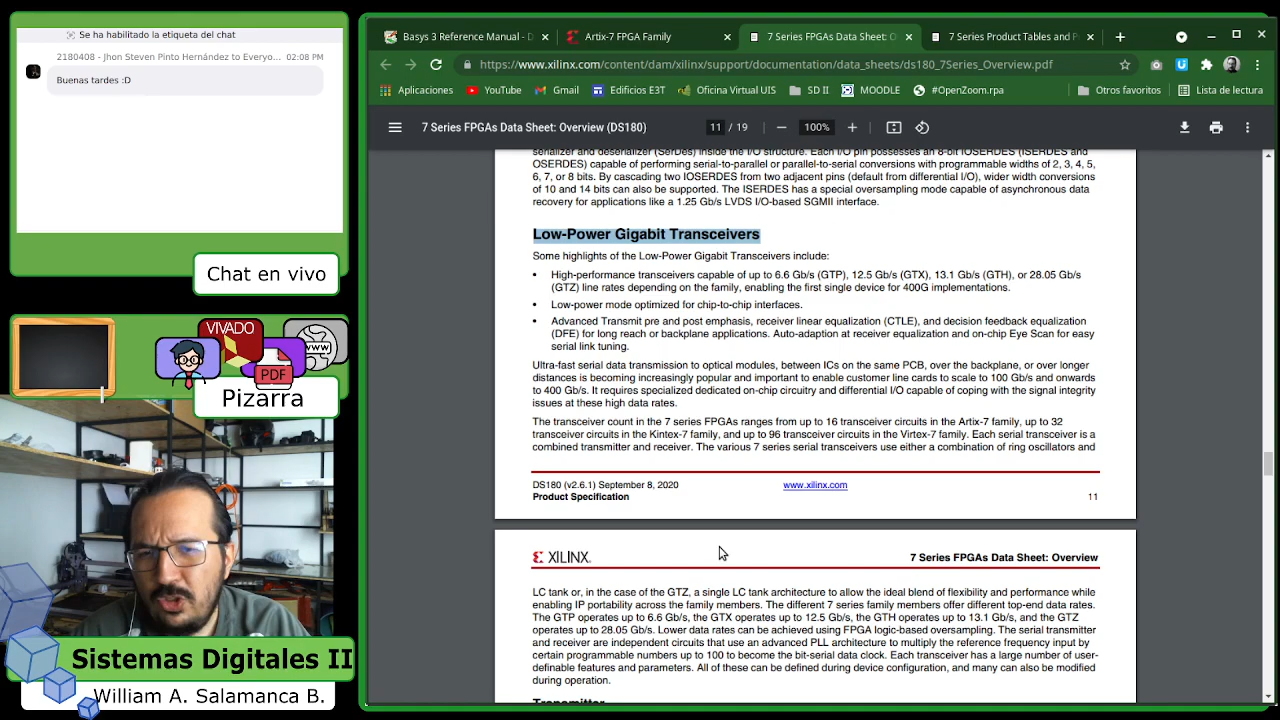 Se ha habilitado la etiqueta del chat
2180408 - Jhon Steven Pinto Hernández to Everyo... 02:08 PM
Buenas tardes :D
Chat en vivo
VIVADO
WWW
PDF
Pizarra
Sistemas Digitales II
William A. Salamanca B.
Basys 3 Reference Manual - D
Artix-7 FPGA Family
7 Series FPGAs Data Sheet: O
7 Series Product Tables and P
https://www.xilinx.com/content/dam/xilinx/support/documentation/data_sheets/ds180_7Series_Overview.pdf
Aplicaciones
YouTube
Gmail
Edificios E3T
Oficina Virtual UIS
SD II
MOODLE
#OpenZoom.rpa
Otros favoritos
Lista de lectura
7 Series FPGAs Data Sheet: Overview (DS180)
11 / 19
100%
serializer and deserializer (SerDes) inside the I/O structure. Each I/O pin possesses an 8-bit IOSERDES (ISERDES and
OSERDES) capable of performing serial-to-parallel or parallel-to-serial conversions with programmable widths of 2, 3, 4, 5,
6, 7, or 8 bits. By cascading two IOSERDES from two adjacent pins (default from differential I/O), wider width conversions
of 10 and 14 bits can also be supported. The ISERDES has a special oversampling mode capable of asynchronous data
recovery for applications like a 1.25 Gb/s LVDS I/O-based SGMII interface.
Low-Power Gigabit Transceivers
Some highlights of the Low-Power Gigabit Transceivers include:
• High-performance transceivers capable of up to 6.6 Gb/s (GTP), 12.5 Gb/s (GTX), 13.1 Gb/s (GTH), or 28.05 Gb/s
(GTZ) line rates depending on the family, enabling the first single device for 400G implementations.
• Low-power mode optimized for chip-to-chip interfaces.
• Advanced Transmit pre and post emphasis, receiver linear equalization (CTLE), and decision feedback equalization
(DFE) for long reach or backplane applications. Auto-adaption at receiver equalization and on-chip Eye Scan for easy
serial link tuning.
Ultra-fast serial data transmission to optical modules, between ICs on the same PCB, over the backplane, or over longer
distances is becoming increasingly popular and important to enable customer line cards to scale to 100 Gb/s and onwards
to 400 Gb/s. It requires specialized dedicated on-chip circuitry and differential I/O capable of coping with the signal integrity
issues at these high data rates.
The transceiver count in the 7 series FPGAs ranges from up to 16 transceiver circuits in the Artix-7 family, up to 32
transceiver circuits in the Kintex-7 family, and up to 96 transceiver circuits in the Virtex-7 family. Each serial transceiver is a
combined transmitter and receiver. The various 7 series serial transceivers use either a combination of ring oscillators and
DS180 (v2.6.1) September 8, 2020
www.xilinx.com
Product Specification
11
XILINX.
7 Series FPGAs Data Sheet: Overview
LC tank or, in the case of the GTZ, a single LC tank architecture to allow the ideal blend of flexibility and performance while
enabling IP portability across the family members. The different 7 series family members offer different top-end data rates.
The GTP operates up to 6.6 Gb/s, the GTX operates up to 12.5 Gb/s, the GTH operates up to 13.1 Gb/s, and the GTZ
operates up to 28.05 Gb/s. Lower data rates can be achieved using FPGA logic-based oversampling. The serial transmitter
and receiver are independent circuits that use an advanced PLL architecture to multiply the reference frequency input by
certain programmable numbers up to 100 to become the bit-serial data clock. Each transceiver has a large number of user-
definable features and parameters. All of these can be defined during device configuration, and many can also be modified
during operation.
Transmitter